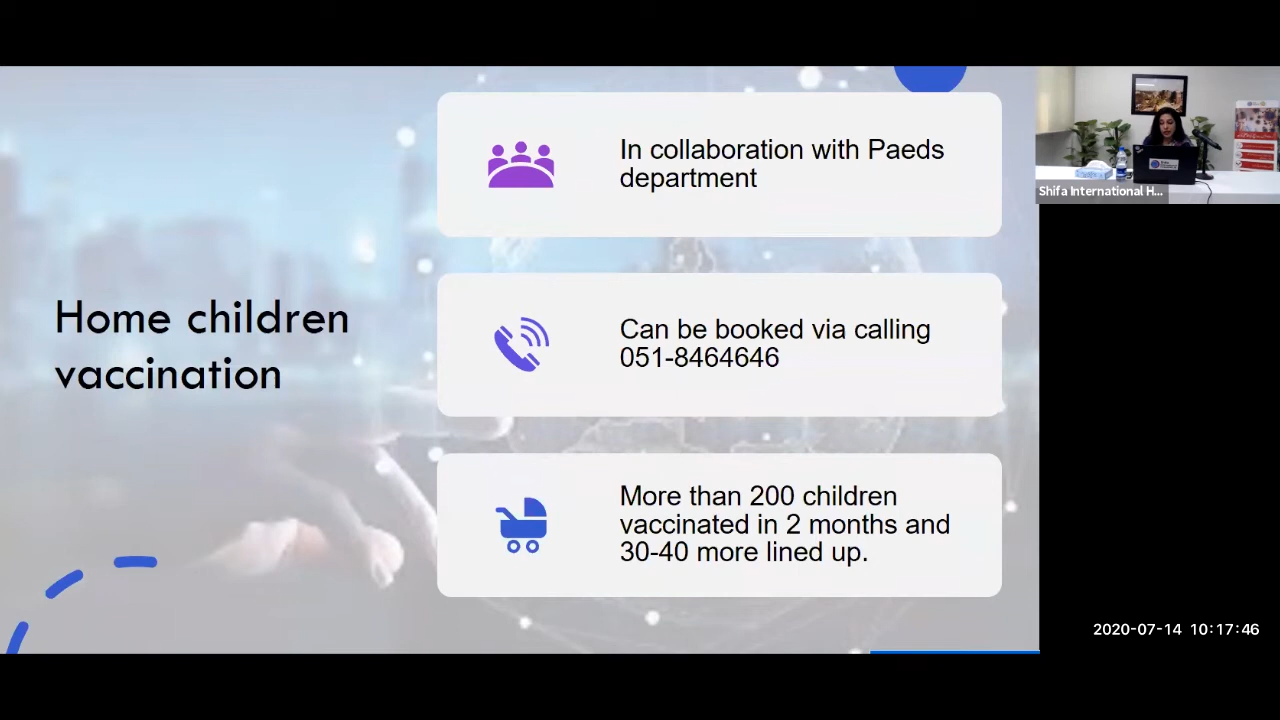 Home children
vaccination
In collaboration with Paeds
department
Can be booked via calling
051-8464646
More than 200 children
vaccinated in 2 months and
30-40 more lined up.
Shifa International H...
2020-07-14 10:17:46